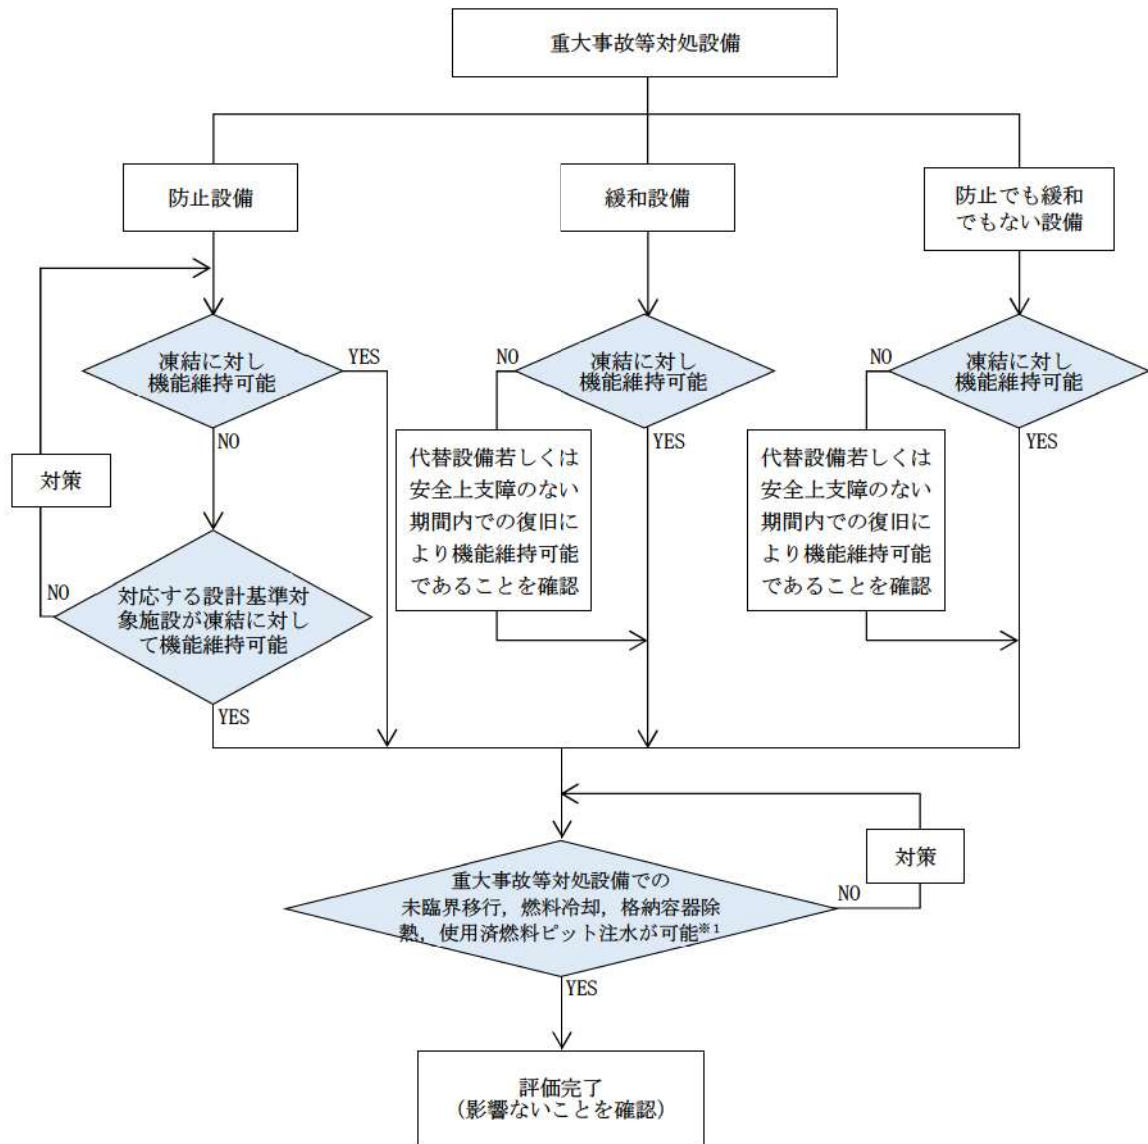 重大事故等対処設備
防止設備
緩和設備
防止でも緩和
でもない設備
凍結に対し
機能維持可能
YES
NO
凍結に対し
機能維持可能
NO
YES
凍結に対し
機能維持可能
NO
YES
対策
代替設備若しくは
安全上支障のない
期間内での復旧に
より機能維持可能
であることを確認
代替設備若しくは
安全上支障のない
期間内での復旧に
より機能維持可能
であることを確認
NO
対応する設計基準対
象施設が凍結に対し
て機能維持可能
YES
対策
重大事故等対処設備での
未臨界移行，燃料冷却，格納容器除
熱，使用済燃料ピット注水が可能※1
NO
YES
評価完了
（影響ないことを確認）